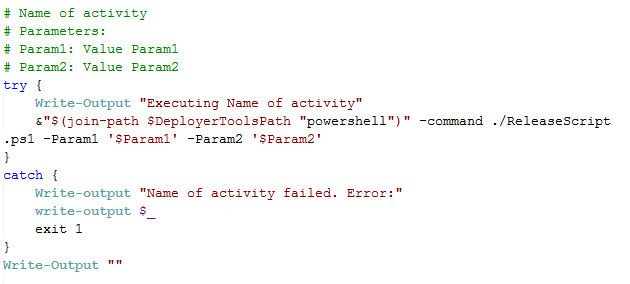 # Name of activity
# Parameters:
# Param1: Value Param1
# Param2: Value Param2
try {
    Write-Output "Executing Name of activity"
    &"$(join-path $DeployerToolsPath "powershell")" -command ./ReleaseScript
.ps1 -Param1 '$Param1' -Param2 '$Param2'
}
catch {
    Write-output "Name of activity failed. Error:"
    write-output $_
    exit 1
}
Write-Output ""